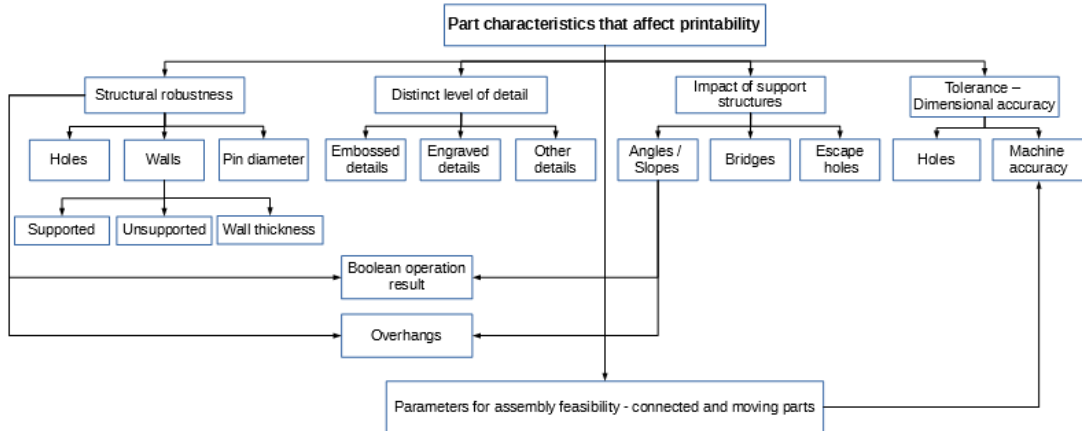 Part characteristics that affect printability
Structural robustness
Distinct level of detail
Impact of support
structures
Tolerance –
Dimensional accuracy
Holes
Walls
Pin diameter
Embossed
details
Engraved
details
Other
details
Angles /
Slopes
Bridges
Escape
holes
Holes
Machine
accuracy
Supported
Unsupported
Wall thickness
Boolean operation
result
Overhangs
Parameters for assembly feasibility - connected and moving parts